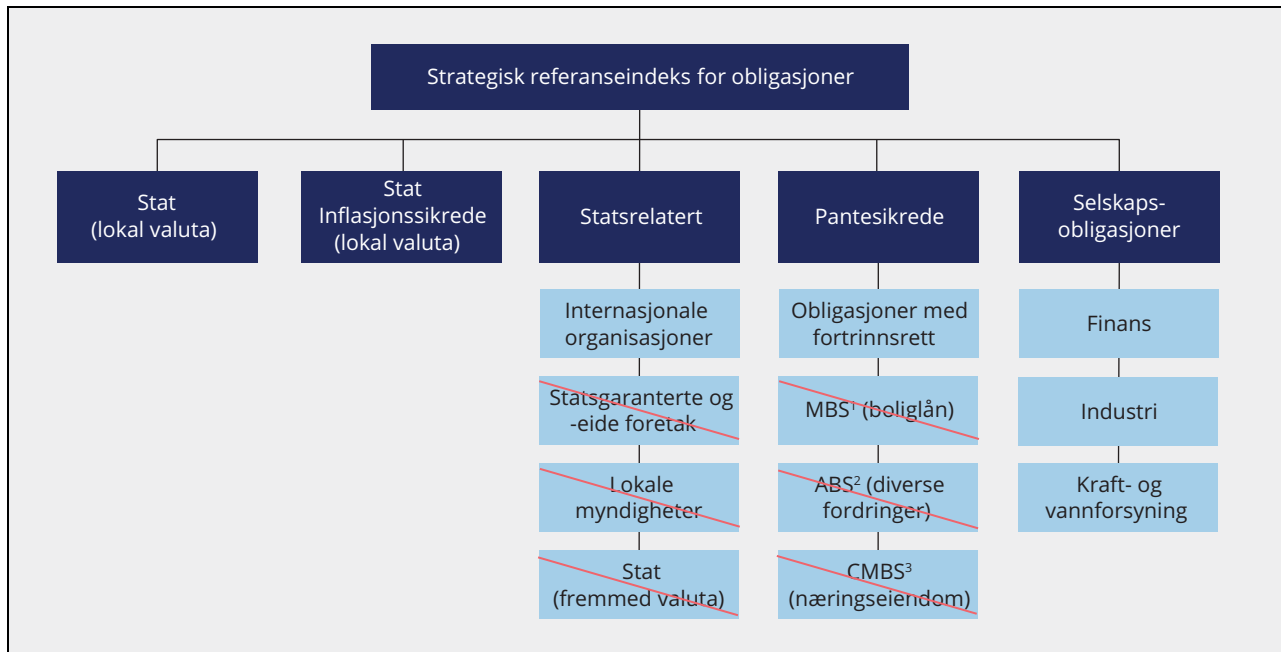 Strategisk referanseindeks for obligasjoner
Stat
(lokal valuta)
Stat
Inflasjonssikrede
(lokal valuta)
Statsrelatert
Pantesikrede
Selskaps-
obligasjoner
Internasjonale
organisasjoner
Obligasjoner med
fortrinnsrett
Finans
Statsgaranterte og
-eide foretak
MBS¹ (boliglån)
Industri
Lokale
myndigheter
ABS² (diverse
fordringer)
Kraft- og
vannforsyning
Stat
(fremmed valuta)
CMBS³
(næringseiendom)